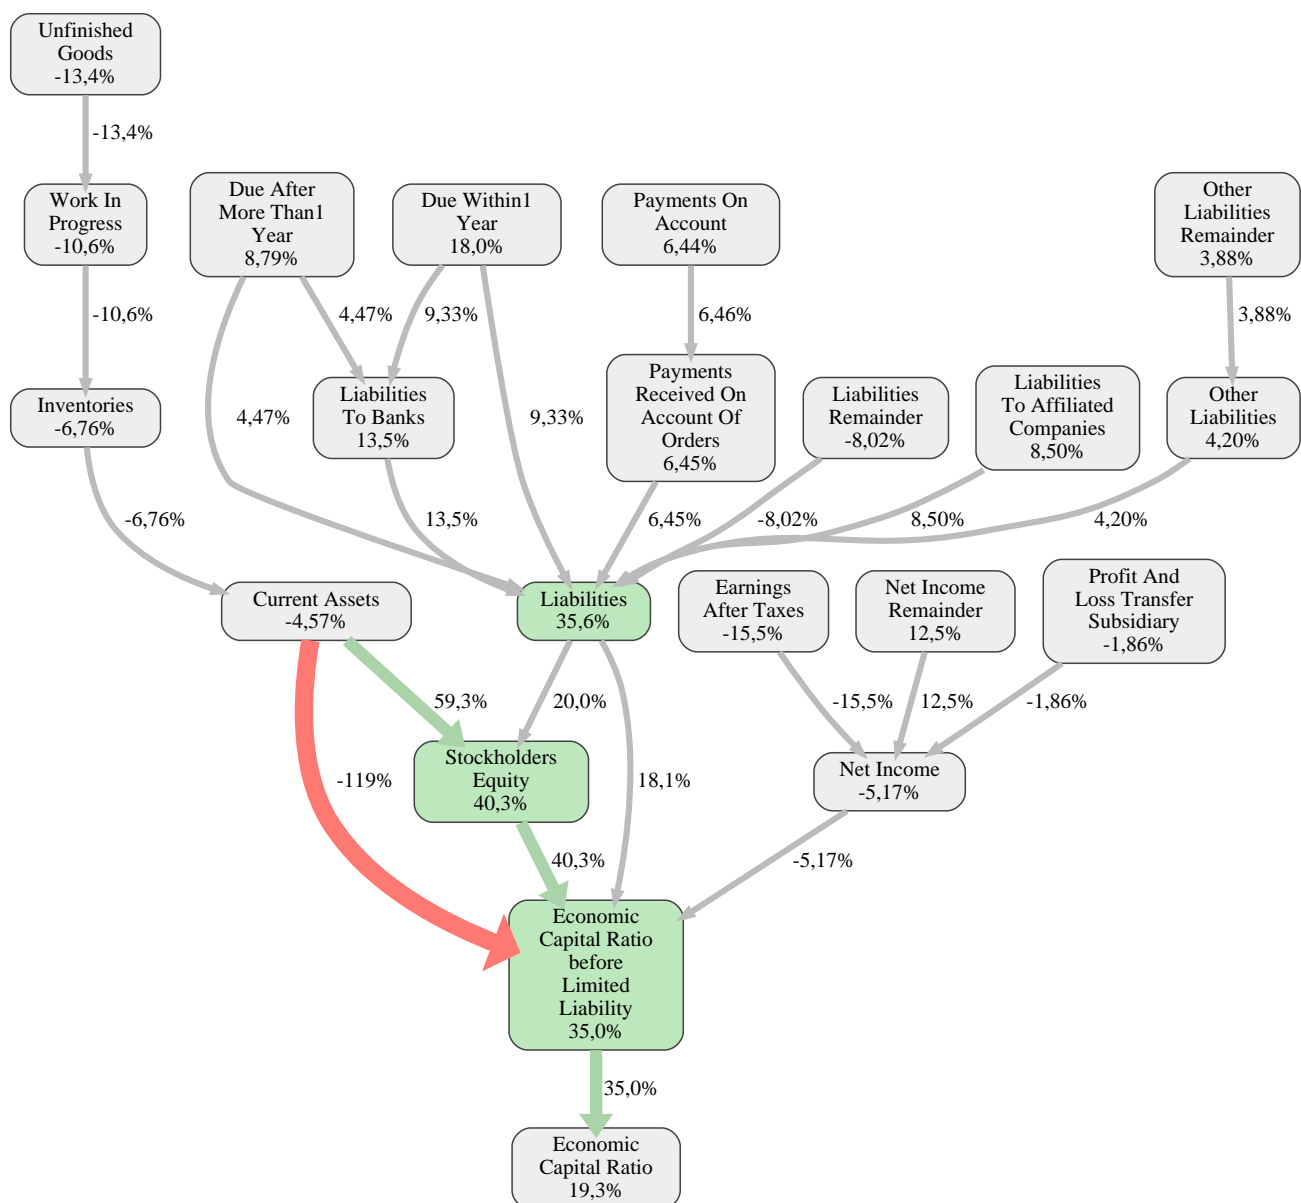 Unfinished
Goods
-13,4%
-13,4%
Work In
Progress
-10,6%
Due After
More Than1
Year
8,79%
Due Within1
Year
18,0%
Payments On
Account
6,44%
Other
Liabilities
Remainder
3,88%
-10,6%
4,47%
9,33%
6,46%
3,88%
Inventories
-6,76%
4,47%
Liabilities
To Banks
13,5%
9,33%
Payments
Received On
Account Of
Orders
6,45%
Liabilities
Remainder
-8,02%
Liabilities
To Affiliated
Companies
8,50%
Other
Liabilities
4,20%
-6,76%
13,5%
6,45%
-8,02%
8,50%
4,20%
Current Assets
-4,57%
Liabilities
35,6%
Earnings
After Taxes
-15,5%
Net Income
Remainder
12,5%
Profit And
Loss Transfer
Subsidiary
-1,86%
59,3%
20,0%
-15,5%
12,5%
-1,86%
-119%
Stockholders
Equity
40,3%
18,1%
Net Income
-5,17%
40,3%
-5,17%
Economic
Capital Ratio
before
Limited
Liability
35,0%
35,0%
Economic
Capital Ratio
19,3%